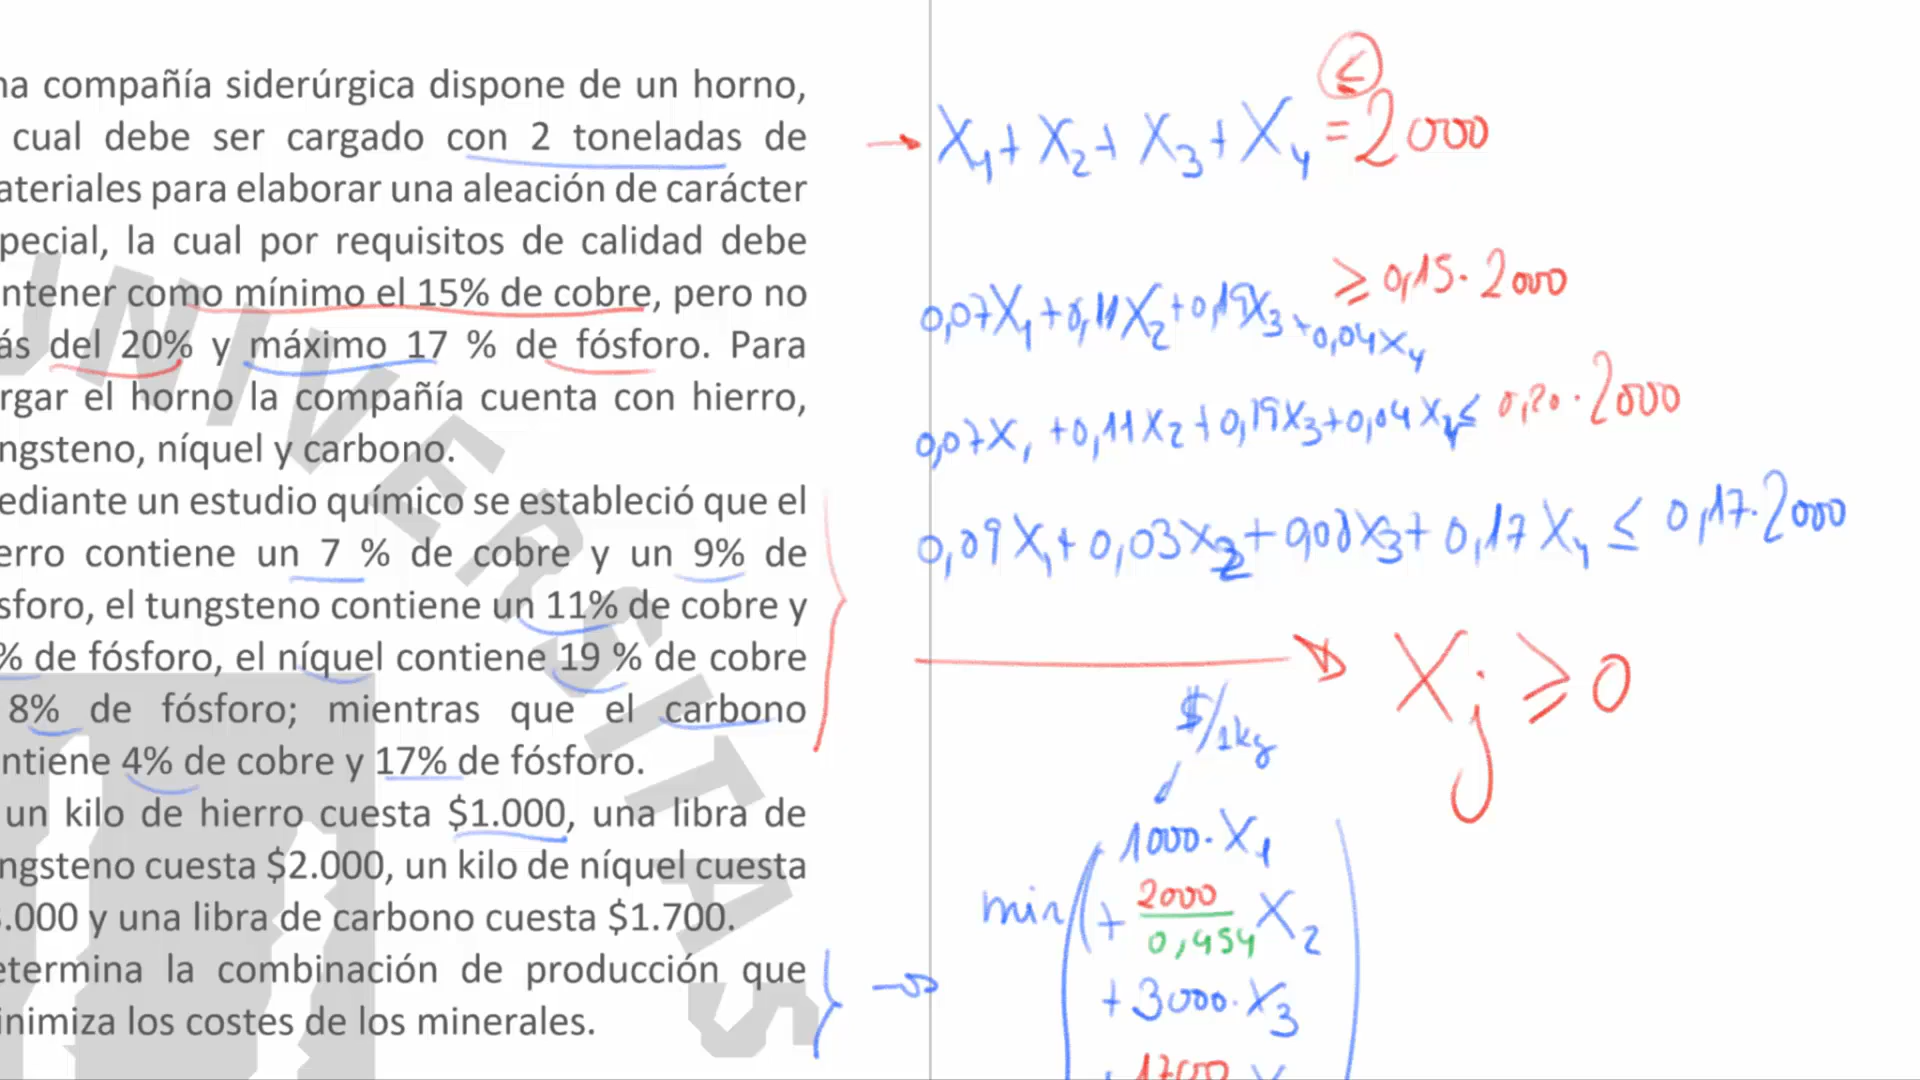 na compañía siderúrgica dispone de un horno,
cual debe ser cargado con 2 toneladas de
ateriales para elaborar una aleación de carácter
pecial, la cual por requisitos de calidad debe
ntener como mínimo el 15% de cobre, pero no
ás del 20% y máximo 17 % de fósforo. Para
rgar el horno la compañía cuenta con hierro,
ngsteno, níquel y carbono.
ediante un estudio químico se estableció que el
erro contiene un 7 % de cobre y un 9% de
sforo, el tungsteno contiene un 11% de cobre y
% de fósforo, el níquel contiene 19 % de cobre
8% de fósforo; mientras que el carbono
ntiene 4% de cobre y 17% de fósforo.
un kilo de hierro cuesta $1.000, una libra de
ngsteno cuesta $2.000, un kilo de níquel cuesta
.000 y una libra de carbono cuesta $1.700.
etermina la combinación de producción que
inimiza los costes de los minerales.
UNIVERSITAS
≤
X1 + X2 + X3 + X4 = 2000
0,07X1 + 0,11X2 + 0,19X3 + 0,04X4 ≥ 0,15 · 2000
0,07X1 + 0,11X2 + 0,19X3 + 0,04X4 ≤ 0,20 · 2000
0,09X1 + 0,03X2 + 0,08X3 + 0,17X4 ≤ 0,17 · 2000
Xj ≥ 0
$/1kg
1000 · X1
min ( + 2000/0,454 X2
+ 3000 · X3
+ 1700 X